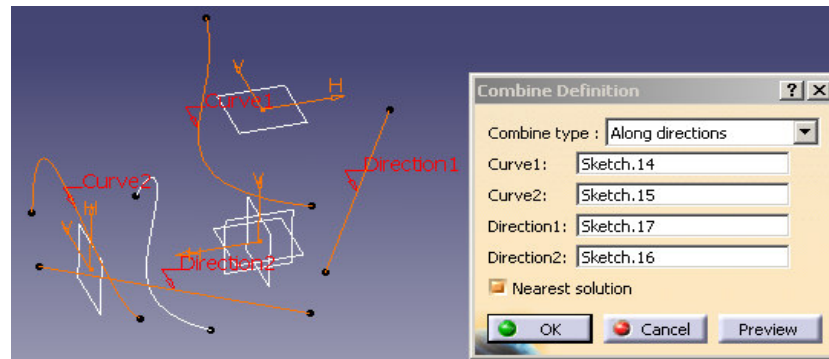 V
H
Curve1
Direction1
Curve2
V
H
V
Direction2
Combine Definition
? X
Combine type : Along directions
Curve1: Sketch.14
Curve2: Sketch.15
Direction1: Sketch.17
Direction2: Sketch.16
Nearest solution
OK Cancel Preview